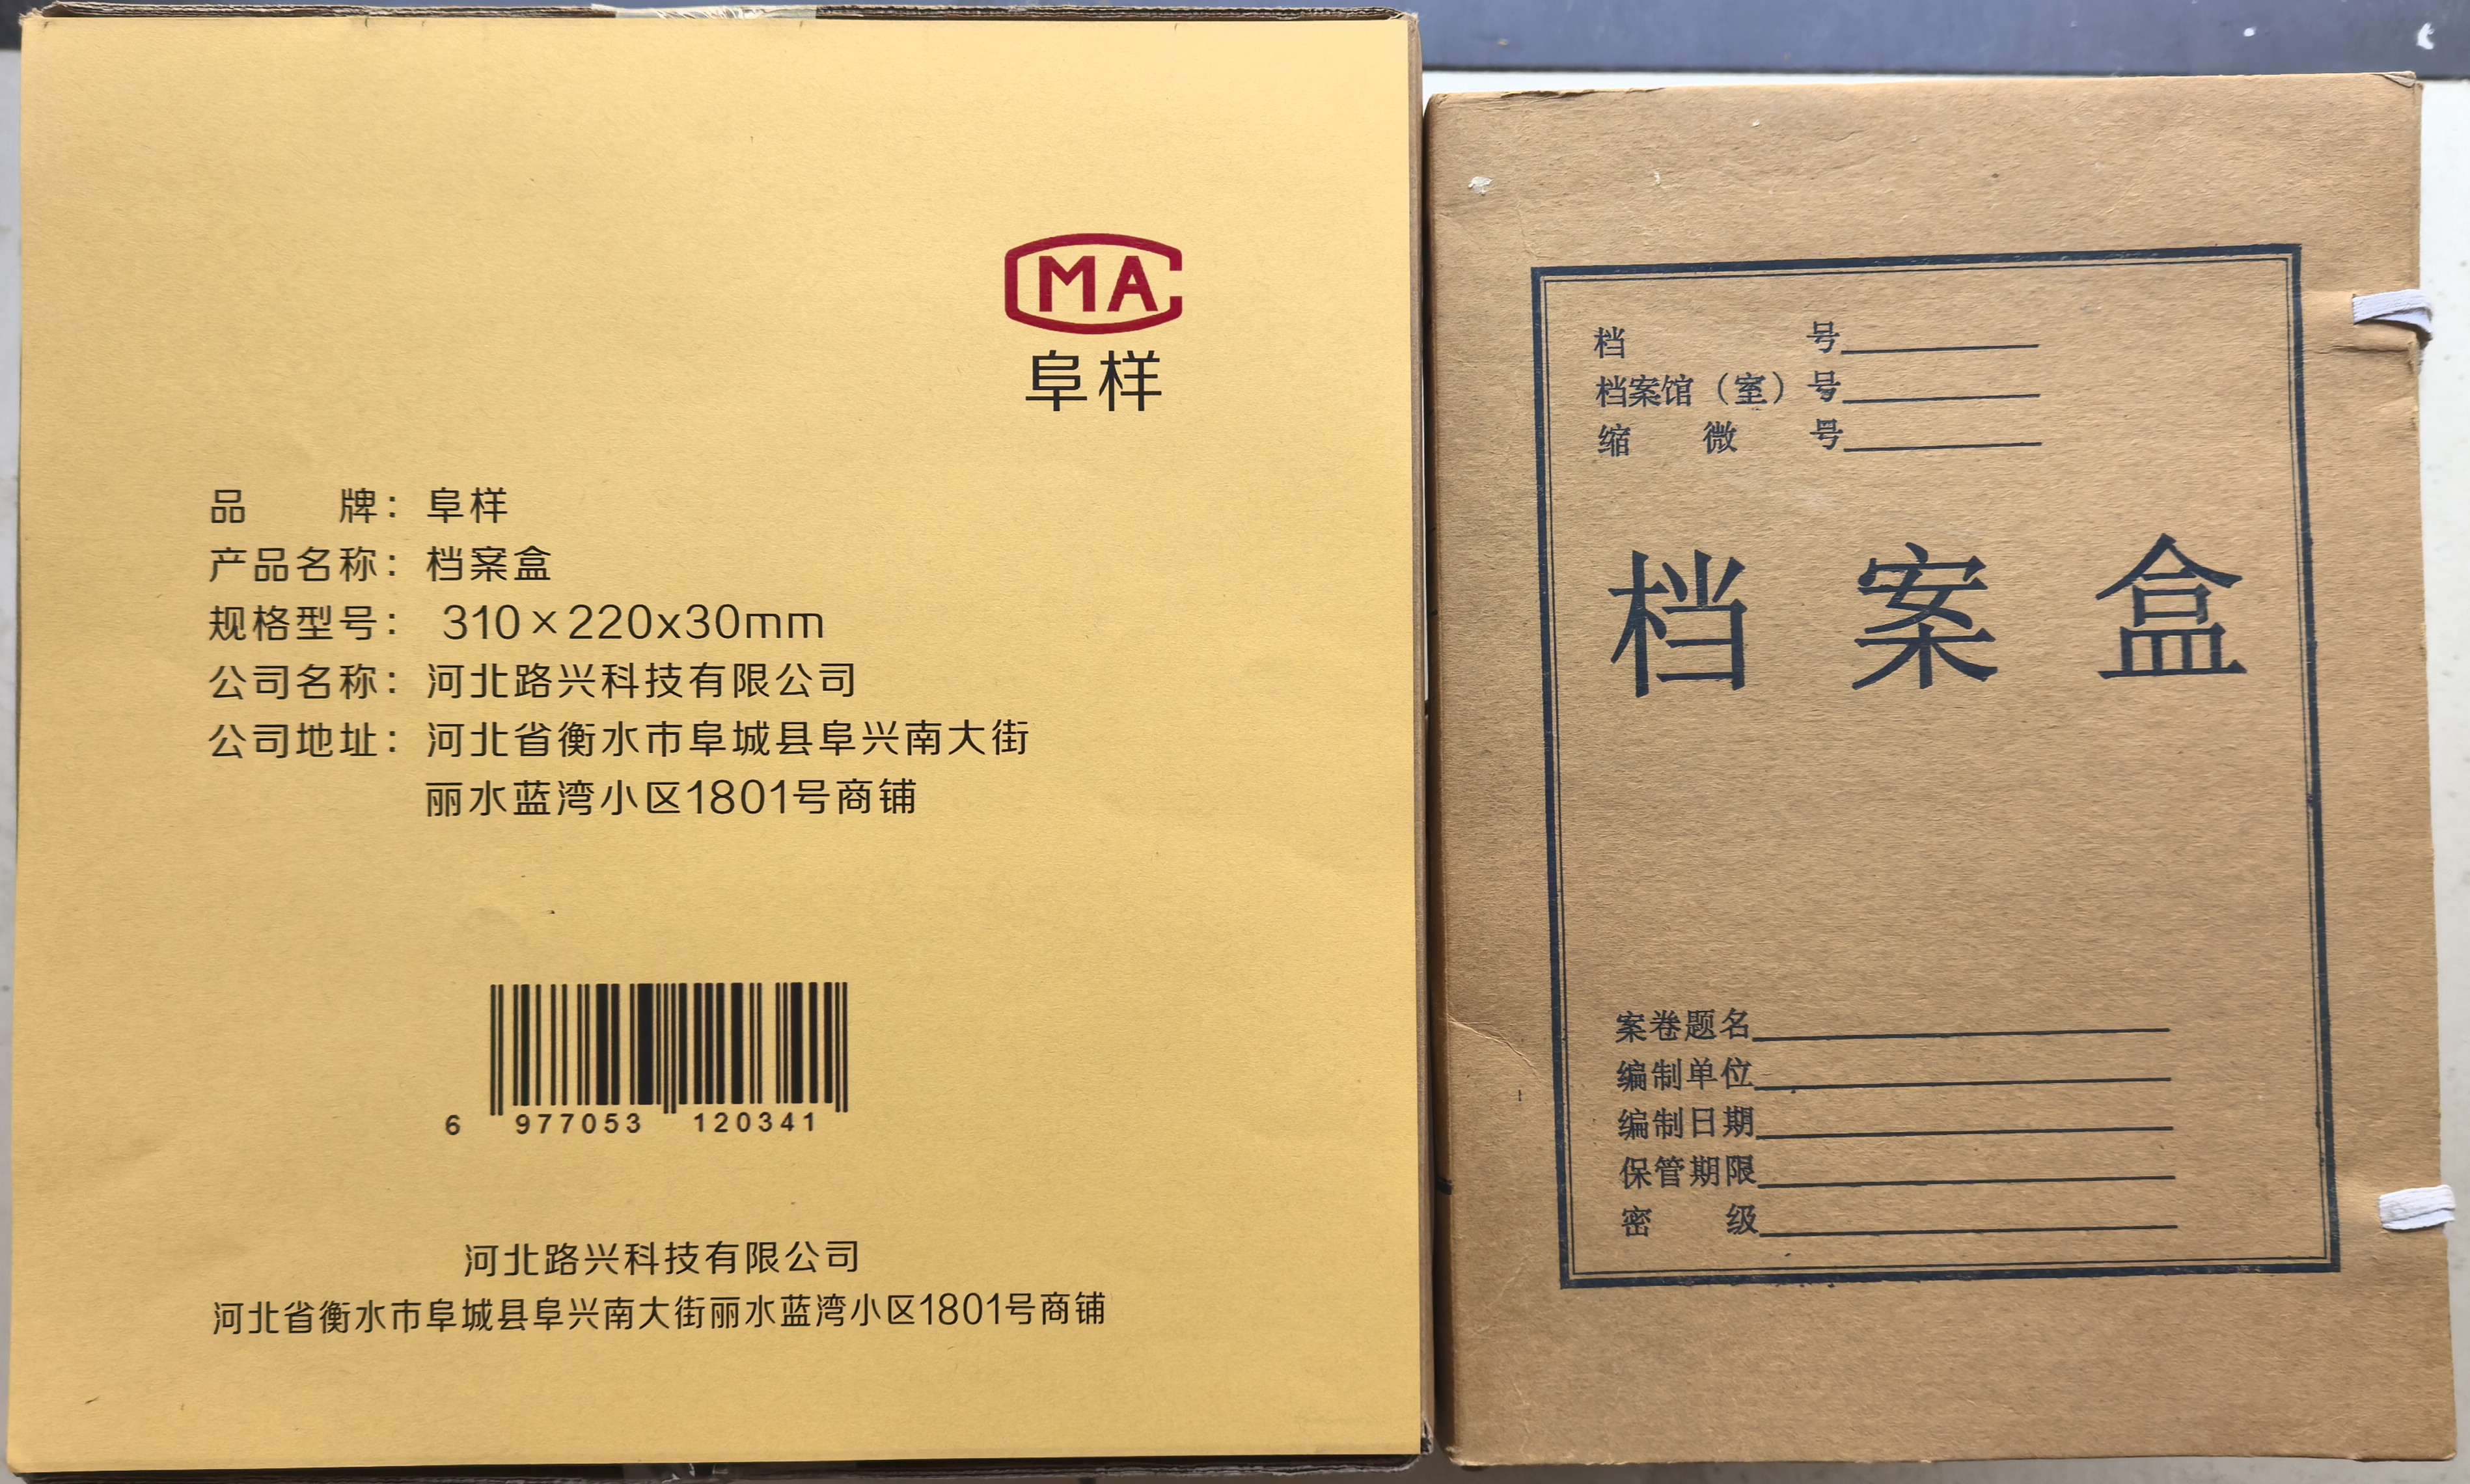 CMA
阜样
品 牌：阜样
产品名称：档案盒
规格型号： 310×220x30mm
公司名称：河北路兴科技有限公司
公司地址：河北省衡水市阜城县阜兴南大街
丽水蓝湾小区1801号商铺
6 977053 120341
河北路兴科技有限公司
河北省衡水市阜城县阜兴南大街丽水蓝湾小区1801号商铺
档 号
档案馆（室）号
缩 微 号
档 案 盒
案卷题名
编制单位
编制日期
保管期限
密 级